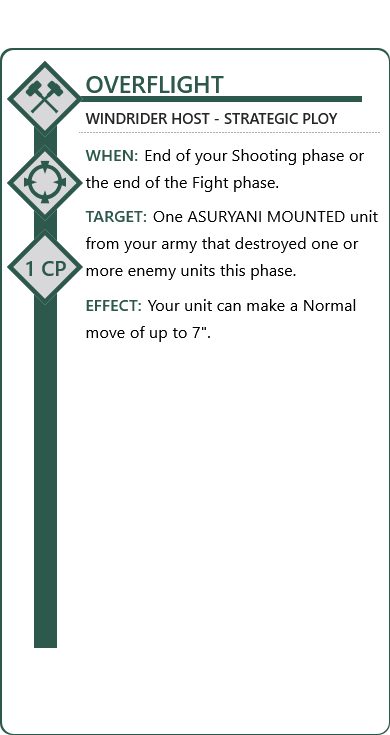 OVERFLIGHT
WINDRIDER HOST - STRATEGIC PLOY
WHEN: End of your Shooting phase or
the end of the Fight phase.
TARGET: One ASURYANI MOUNTED unit
from your army that destroyed one or
more enemy units this phase.
1 CP
EFFECT: Your unit can make a Normal
move of up to 7".